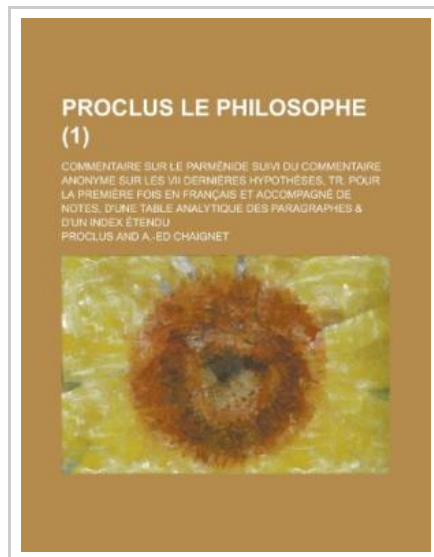 PROCLUS LE PHILOSOPHE
(1)
COMMENTAIRE SUR LE PARMÉNIDE SUIVI DU COMMENTAIRE
ANONYME SUR LES VII DERNIÈRES HYPOTHÈSES, TR. POUR
LA PREMIÈRE FOIS EN FRANÇAIS ET ACCOMPAGNÉ DE
NOTES, D'UNE TABLE ANALYTIQUE DES PARAGRAPHES &
D'UN INDEX ÉTENDU
PROCLUS AND A.-ED CHAIGNET